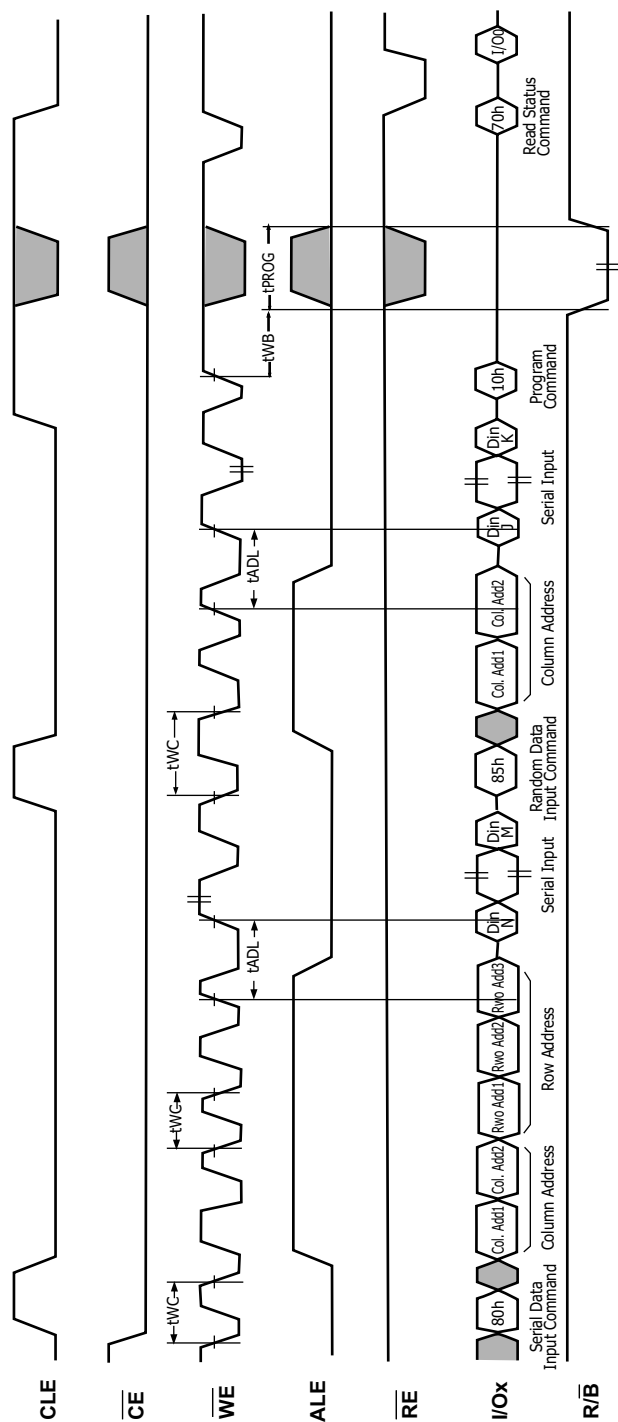 CLE
CE
WE
tWC
tWC
tADL
tWC
tADL
tWB
tPROG
ALE
RE
I/Ox
80h
Col. Add1
Col. Add2
Rwo Add1
Rwo Add2
Rwo Add3
Din
N
Din
M
85h
Col. Add1
Col. Add2
Din
J
Din
K
10h
70h
I/O0
Serial Data
Input Command
Column Address
Row Address
Serial Input
Random Data
Input Command
Column Address
Serial Input
Program
Command
Read Status
Command
R/B